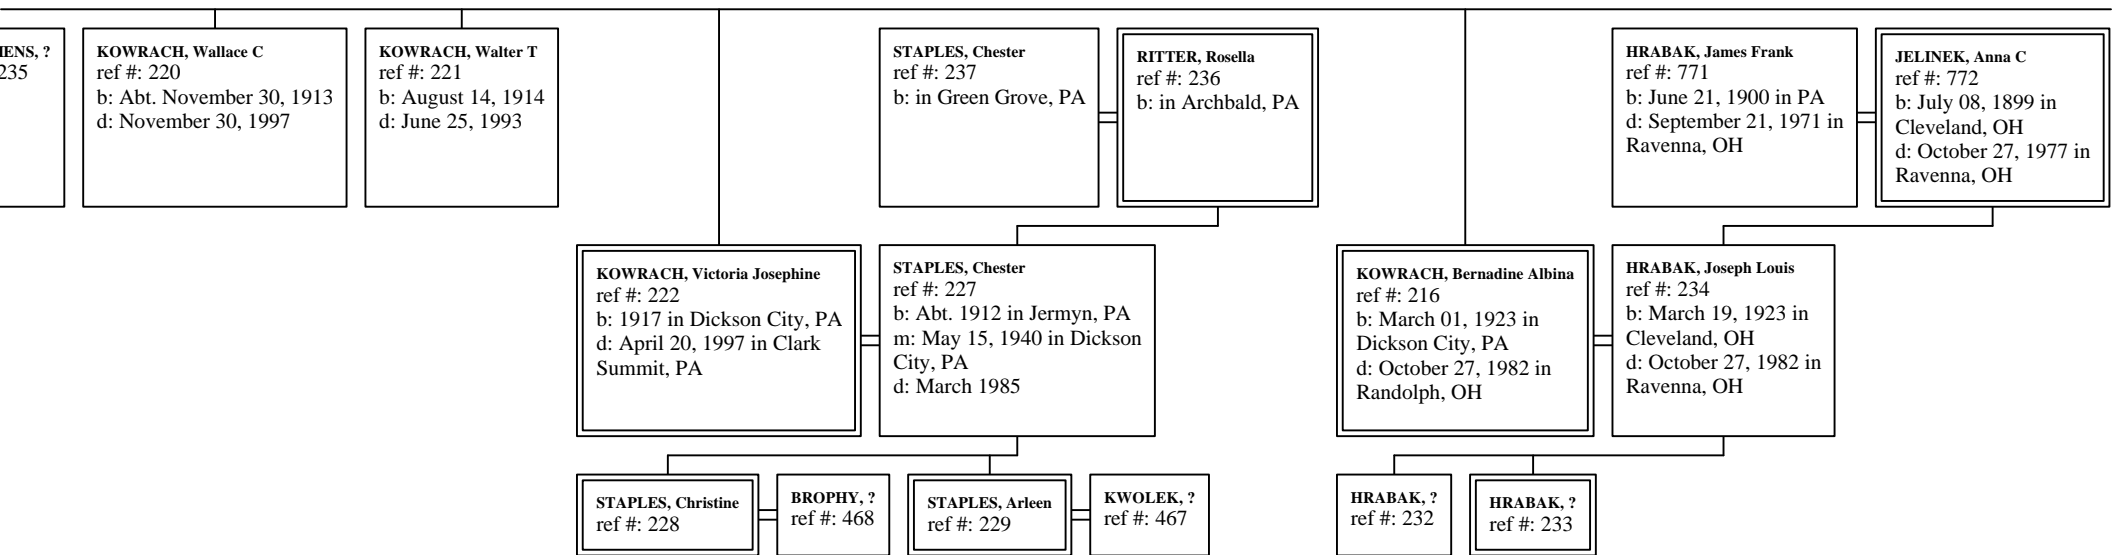 IENS, ?
235
KOWRACH, Wallace C
ref #: 220
b: Abt. November 30, 1913
d: November 30, 1997
KOWRACH, Walter T
ref #: 221
b: August 14, 1914
d: June 25, 1993
STAPLES, Chester
ref #: 237
b: in Green Grove, PA
RITTER, Rosella
ref #: 236
b: in Archbald, PA
HRABAK, James Frank
ref #: 771
b: June 21, 1900 in PA
d: September 21, 1971 in
Ravenna, OH
JELINEK, Anna C
ref #: 772
b: July 08, 1899 in
Cleveland, OH
d: October 27, 1977 in
Ravenna, OH
KOWRACH, Victoria Josephine
ref #: 222
b: 1917 in Dickson City, PA
d: April 20, 1997 in Clark
Summit, PA
STAPLES, Chester
ref #: 227
b: Abt. 1912 in Jermyn, PA
m: May 15, 1940 in Dickson
City, PA
d: March 1985
KOWRACH, Bernadine Albina
ref #: 216
b: March 01, 1923 in
Dickson City, PA
d: October 27, 1982 in
Randolph, OH
HRABAK, Joseph Louis
ref #: 234
b: March 19, 1923 in
Cleveland, OH
d: October 27, 1982 in
Ravenna, OH
STAPLES, Christine
ref #: 228
BROPHY, ?
ref #: 468
STAPLES, Arleen
ref #: 229
KWOLEK, ?
ref #: 467
HRABAK, ?
ref #: 232
HRABAK, ?
ref #: 233